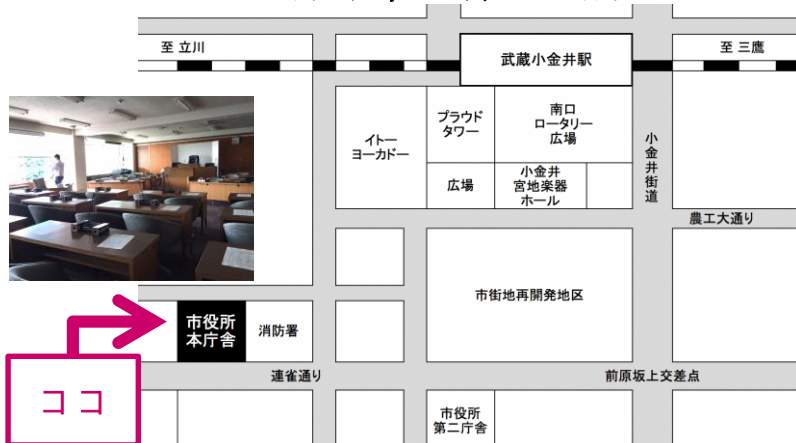 至 立川
武蔵小金井駅
至 三鷹
イトー
ヨーカドー
プラウド
タワー
南口
ロータリー
広場
小金井街道
広場
小金井
宮地楽器
ホール
農工大通り
市街地再開発地区
市役所
本庁舎
消防署
連雀通り
前原坂上交差点
ココ
市役所
第二庁舎